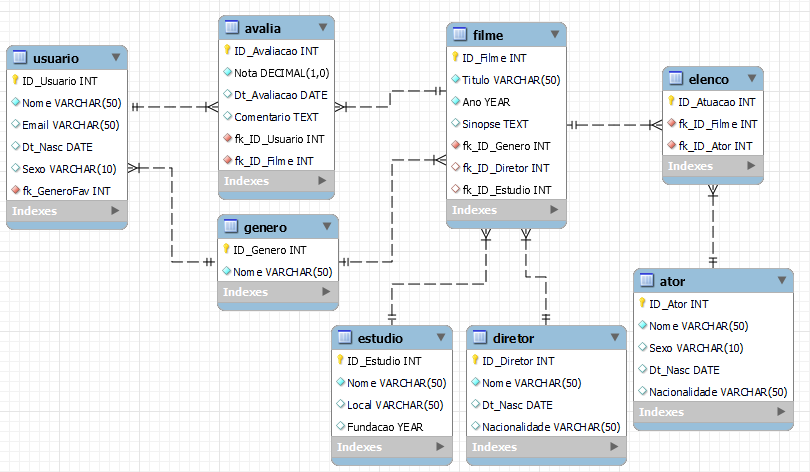 usuario
ID_Usuario INT
Nome VARCHAR(50)
Email VARCHAR(50)
Dt_Nasc DATE
Sexo VARCHAR(10)
fk_GeneroFav INT
Indexes
avalia
ID_Avaliacao INT
Nota DECIMAL(1,0)
Dt_Avaliacao DATE
Comentario TEXT
fk_ID_Usuario INT
fk_ID_Filme INT
Indexes
genero
ID_Genero INT
Nome VARCHAR(50)
Indexes
filme
ID_Filme INT
Titulo VARCHAR(50)
Ano YEAR
Sinopse TEXT
fk_ID_Genero INT
fk_ID_Diretor INT
fk_ID_Estudio INT
Indexes
elenco
ID_Atuacao INT
fk_ID_Filme INT
fk_ID_Ator INT
Indexes
estudio
ID_Estudio INT
Nome VARCHAR(50)
Local VARCHAR(50)
Fundacao YEAR
Indexes
diretor
ID_Diretor INT
Nome VARCHAR(50)
Dt_Nasc DATE
Nacionalidade VARCHAR(50)
Indexes
ator
ID_Ator INT
Nome VARCHAR(50)
Sexo VARCHAR(10)
Dt_Nasc DATE
Nacionalidade VARCHAR(50)
Indexes